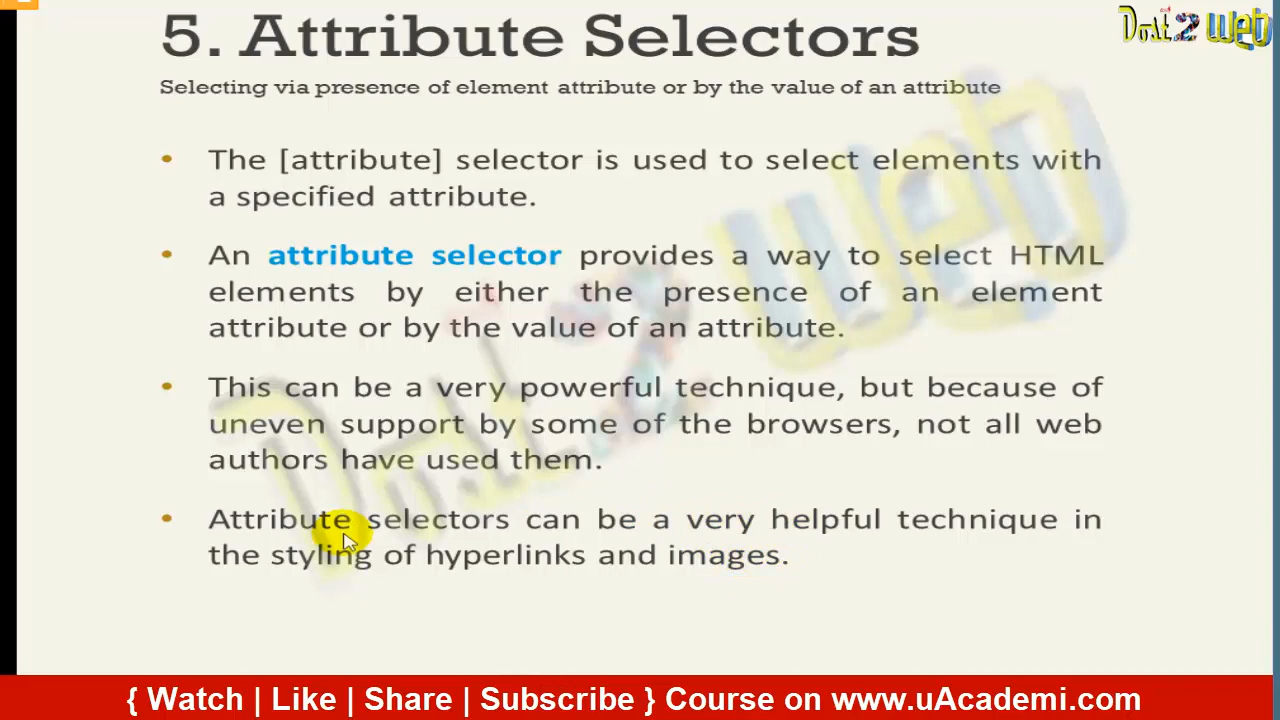 5. Attribute Selectors
Dost 2 web
Selecting via presence of element attribute or by the value of an attribute
• The [attribute] selector is used to select elements with
a specified attribute.
• An attribute selector provides a way to select HTML
elements by either the presence of an element
attribute or by the value of an attribute.
• This can be a very powerful technique, but because of
uneven support by some of the browsers, not all web
authors have used them.
• Attribute selectors can be a very helpful technique in
the styling of hyperlinks and images.
{ Watch | Like | Share | Subscribe } Course on www.uAcademi.com